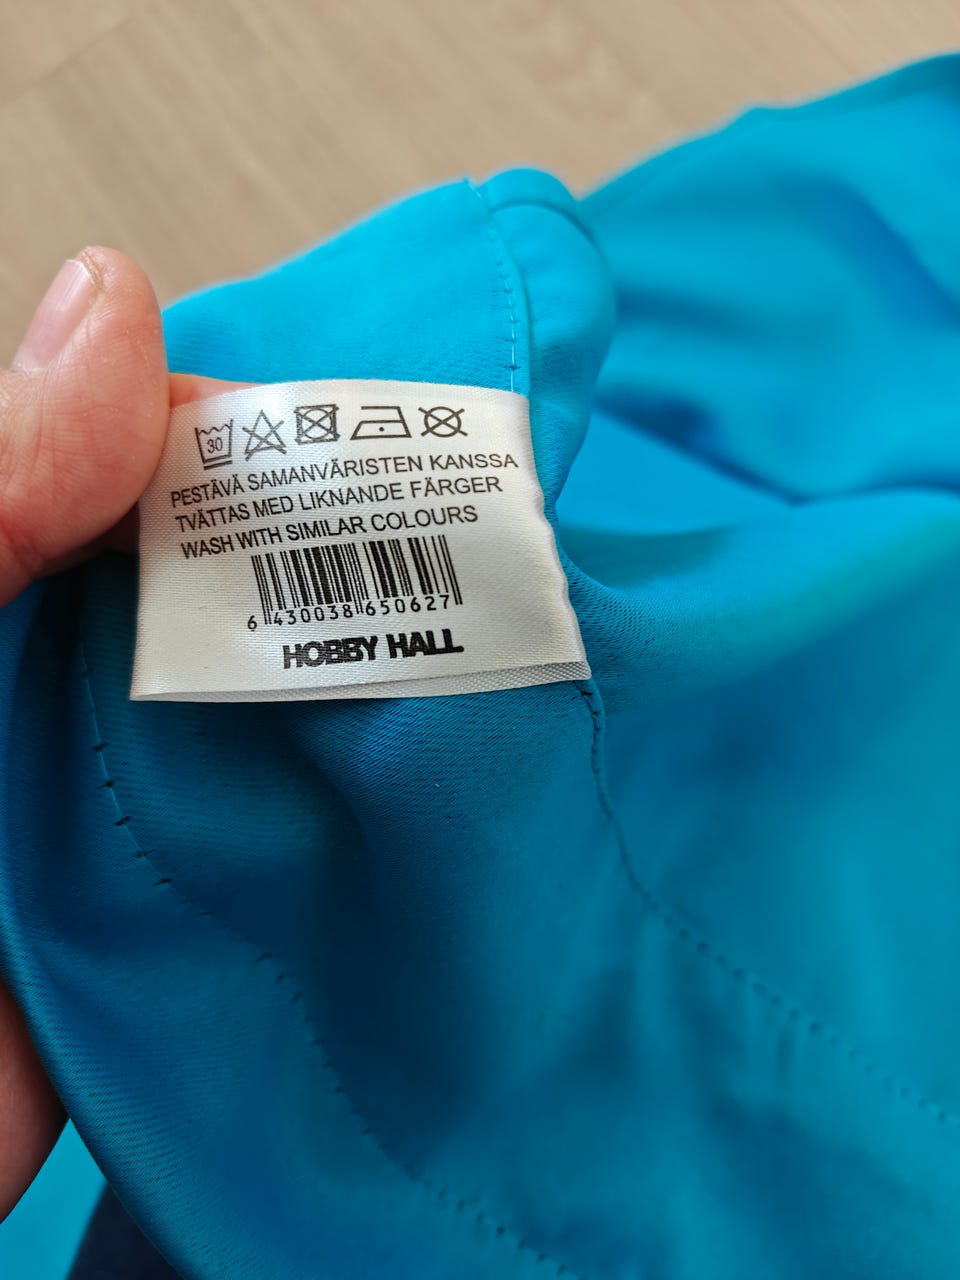 30
PESTÄVÄ SAMANVÄRISTEN KANSSA
TVÄTTAS MED LIKNANDE FÄRGER
WASH WITH SIMILAR COLOURS
6 430038 650627
HOBBY HALL